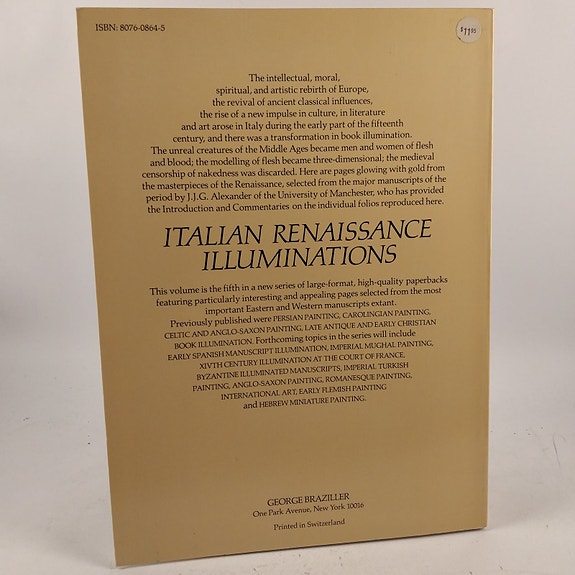 ISBN: 8076-0864-5
The intellectual, moral,
spiritual, and artistic rebirth of Europe,
the revival of ancient classical influences,
the rise of a new impulse in culture, in literature
and art arose in Italy during the early part of the fifteenth
century, and there was a transformation in book illumination.
The unreal creatures of the Middle Ages became men and women of flesh
and blood; the modelling of flesh became three-dimensional; the medieval
censorship of nakedness was discarded. Here are pages glowing with gold from
the masterpieces of the Renaissance, selected from the major manuscripts of the
period by J.J.G. Alexander of the University of Manchester, who has provided
the Introduction and Commentaries on the individual folios reproduced here.
ITALIAN RENAISSANCE
ILLUMINATIONS
This volume is the fifth in a new series of large-format, high-quality paperbacks
featuring particularly interesting and appealing pages selected from the most
important Eastern and Western manuscripts extant.
Previously published were PERSIAN PAINTING, CAROLINGIAN PAINTING,
CELTIC AND ANGLO-SAXON PAINTING, LATE ANTIQUE AND EARLY CHRISTIAN
BOOK ILLUMINATION. Forthcoming topics in the series will include
EARLY SPANISH MANUSCRIPT ILLUMINATION, IMPERIAL MUGHAL PAINTING,
XIVTH CENTURY ILLUMINATION AT THE COURT OF FRANCE,
BYZANTINE ILLUMINATED MANUSCRIPTS, IMPERIAL TURKISH
PAINTING, ANGLO-SAXON PAINTING, ROMANESQUE PAINTING,
INTERNATIONAL ART, EARLY FLEMISH PAINTING
and HEBREW MINIATURE PAINTING.
GEORGE BRAZILLER
One Park Avenue, New York 10016
Printed in Switzerland